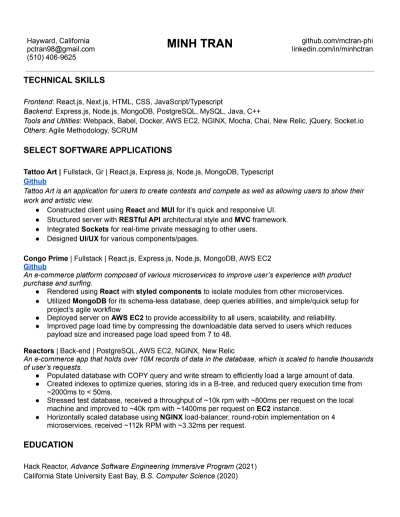 Hayward, California
pctran98@gmail.com
(510) 406-9625
MINH TRAN
github.com/mctran-phi
linkedin.com/in/minhctran
TECHNICAL SKILLS
Frontend: React.js, Next.js, HTML, CSS, JavaScript/Typescript
Backend: Express.js, Node.js, MongoDB, PostgreSQL, MySQL, Java, C++
Tools and Utilities: Webpack, Babel, Docker, AWS EC2, NGINX, Mocha, Chai, New Relic, jQuery, Socket.io
Others: Agile Methodology, SCRUM
SELECT SOFTWARE APPLICATIONS
Tattoo Art | Fullstack, Gr | React.js, Express.js, Node.js, MongoDB, Typescript
Github
Tattoo Art is an application for users to create contests and compete as well as allowing users to show their
work and artistic view.
● Constructed client using React and MUI for it's quick and responsive UI.
● Structured server with RESTful API architectural style and MVC framework.
● Integrated Sockets for real-time private messaging to other users.
● Designed UI/UX for various components/pages.
Congo Prime | Fullstack | React.js, Express.js, Node.js, MongoDB, AWS EC2
Github
An e-commerce platform composed of various microservices to improve user's experience with product
purchase and surfing.
● Rendered using React with styled components to isolate modules from other microservices.
● Utilized MongoDB for its schema-less database, deep queries abilities, and simple/quick setup for
project's agile workflow
● Deployed server on AWS EC2 to provide accessibility to all users, scalability, and reliability.
● Improved page load time by compressing the downloadable data served to users which reduces
payload size and increased page load speed from 7 to 48.
Reactors | Back-end | PostgreSQL, AWS EC2, NGINX, New Relic
An e-commerce app that holds over 10M records of data in the database, which is scaled to handle thousands
of user's requests.
● Populated database with COPY query and write stream to efficiently load a large amount of data.
● Created indexes to optimize queries, storing ids in a B-tree, and reduced query execution time from
~2000ms to < 50ms.
● Stressed test database, received a throughput of ~10k rpm with ~800ms per request on the local
machine and improved to ~40k rpm with ~1400ms per request on EC2 instance.
● Horizontally scaled database using NGINX load-balancer, round-robin implementation on 4
microservices, received ~112k RPM with ~3.32ms per request.
EDUCATION
Hack Reactor, Advance Software Engineering Immersive Program (2021)
California State University East Bay, B.S. Computer Science (2020)